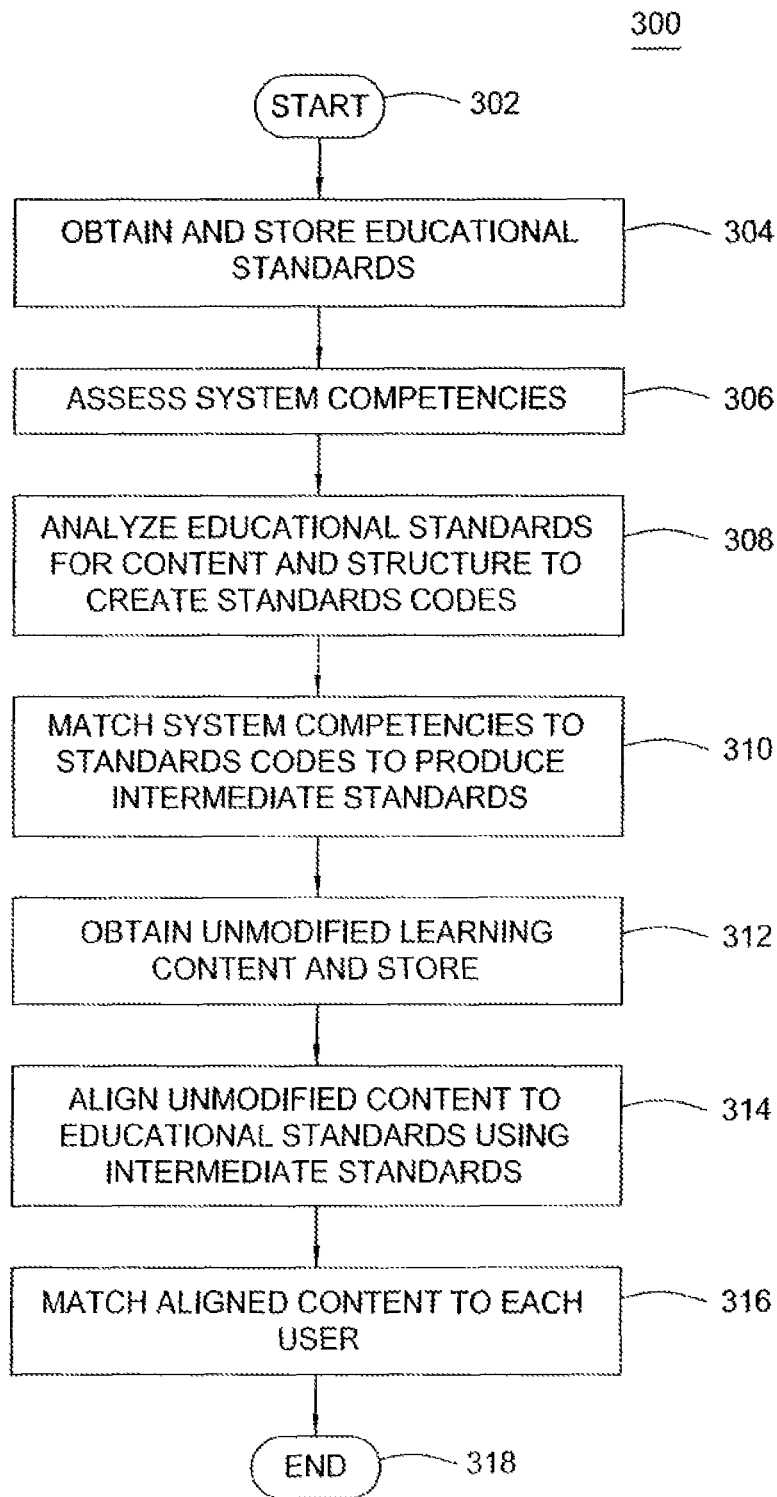 300
START 302
OBTAIN AND STORE EDUCATIONAL
STANDARDS
304
ASSESS SYSTEM COMPETENCIES 306
ANALYZE EDUCATIONAL STANDARDS
FOR CONTENT AND STRUCTURE TO
CREATE STANDARDS CODES
308
MATCH SYSTEM COMPETENCIES TO
STANDARDS CODES TO PRODUCE
INTERMEDIATE STANDARDS
310
OBTAIN UNMODIFIED LEARNING
CONTENT AND STORE
312
ALIGN UNMODIFIED CONTENT TO
EDUCATIONAL STANDARDS USING
INTERMEDIATE STANDARDS
314
MATCH ALIGNED CONTENT TO EACH
USER
316
END 318